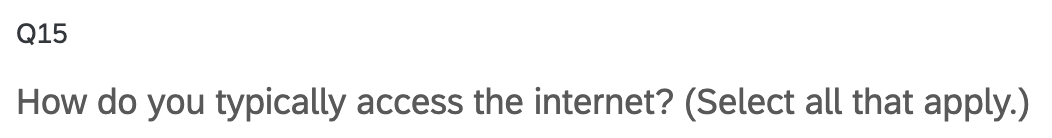 Q15
How do you typically access the internet? (Select all that apply.)